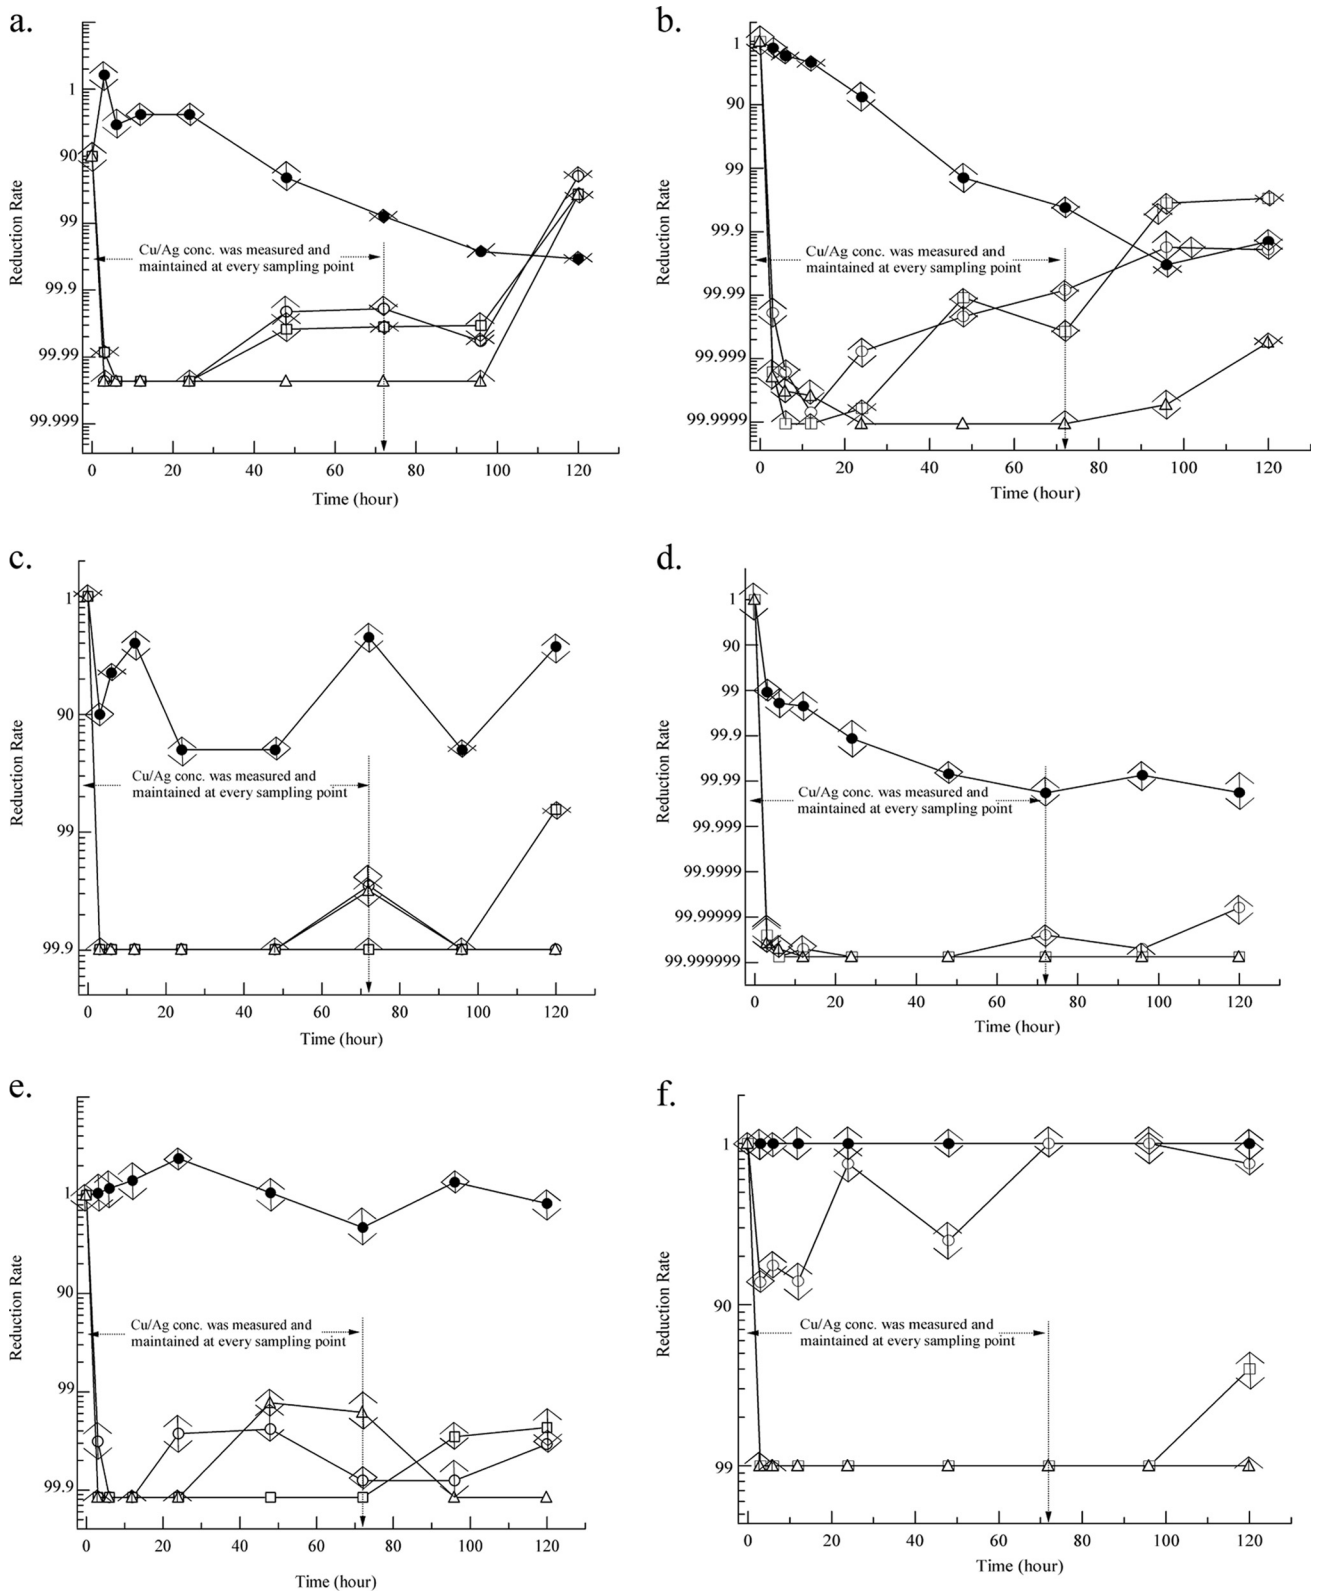 a.
1
90
99
99.9
99.99
99.999
Reduction Rate
Cu/Ag conc. was measured and
maintained at every sampling point
0 20 40 60 80 100 120
Time (hour)
b.
1
90
99
99.9
99.99
99.999
99.9999
Reduction Rate
Cu/Ag conc. was measured and
maintained at every sampling point
0 20 40 60 80 100 120
Time (hour)
c.
1
90
99
99.9
Reduction Rate
Cu/Ag conc. was measured and
maintained at every sampling point
0 20 40 60 80 100 120
Time (hour)
d.
1
90
99
99.9
99.99
99.999
99.9999
99.99999
99.999999
Reduction Rate
Cu/Ag conc. was measured and
maintained at every sampling point
0 20 40 60 80 100 120
Time (hour)
e.
1
90
99
99.9
Reduction Rate
Cu/Ag conc. was measured and
maintained at every sampling point
0 20 40 60 80 100 120
Time (hour)
f.
1
90
99
Reduction Rate
Cu/Ag conc. was measured and
maintained at every sampling point
0 20 40 60 80 100 120
Time (hour)